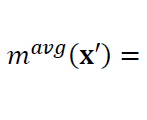 m^{avg}(𝐱′) =